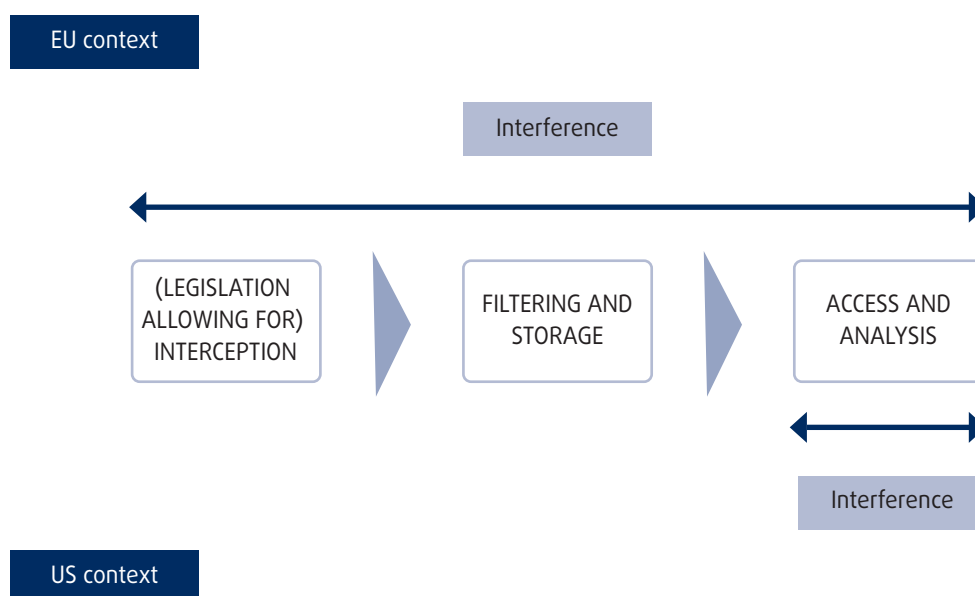 EU context
Interference
(LEGISLATION
ALLOWING FOR)
INTERCEPTION
FILTERING AND
STORAGE
ACCESS AND
ANALYSIS
Interference
US context